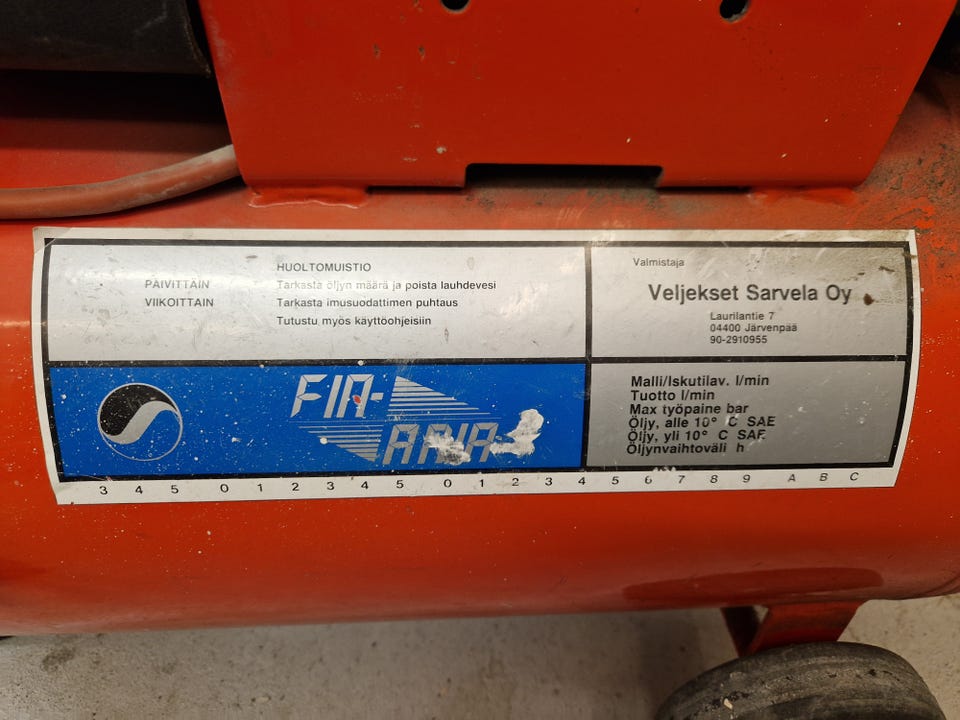 HUOLTOMUISTIO
PÄIVITTÄIN Tarkasta öljyn määrä ja poista lauhdevesi
VIIKOITTAIN Tarkasta imusuodattimen puhtaus
Tutustu myös käyttöohjeisiin
Valmistaja
Veljekset Sarvela Oy
Laurilantie 7
04400 Järvenpää
90-2910955
FIA-
ARIA
Malli/Iskutilav. l/min
Tuotto l/min
Max työpaine bar
Öljy, alle 10° C SAE
Öljy, yli 10° C SAE
Öljynvaihtoväli h
3 4 5 0 1 2 3 4 5 0 1 2 3 4 5 6 7 8 9 A B C